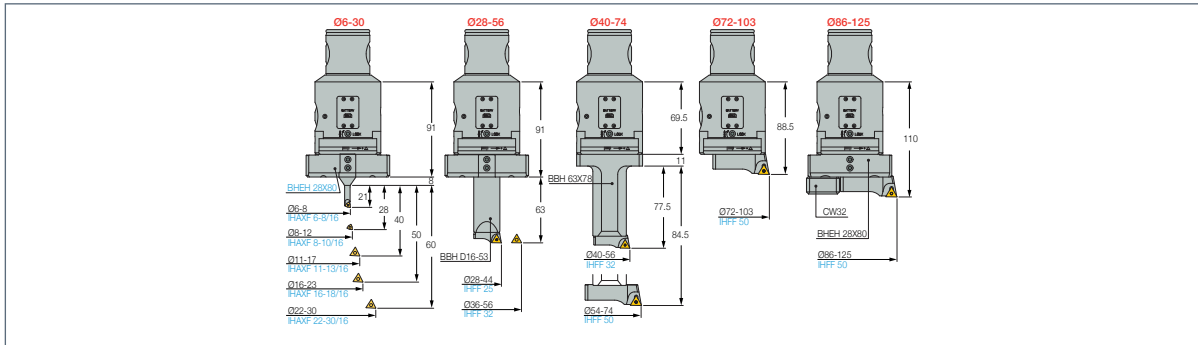 Ø6-30
Ø28-56
Ø40-74
Ø72-103
Ø86-125
91
8
21
28
40
50
60
BHEH 28X80
Ø6-8
IHAXF 6-8/16
Ø8-12
IHAXF 8-10/16
Ø11-17
IHAXF 11-13/16
Ø16-23
IHAXF 16-18/16
Ø22-30
IHAXF 22-30/16
91
63
BBH D16-53
Ø28-44
IHFF 25
Ø36-56
IHFF 32
69.5
11
BBH 63X78
77.5
84.5
Ø40-56
IHFF 32
Ø54-74
IHFF 50
88.5
Ø72-103
IHFF 50
110
CW32
BHEH 28X80
Ø86-125
IHFF 50